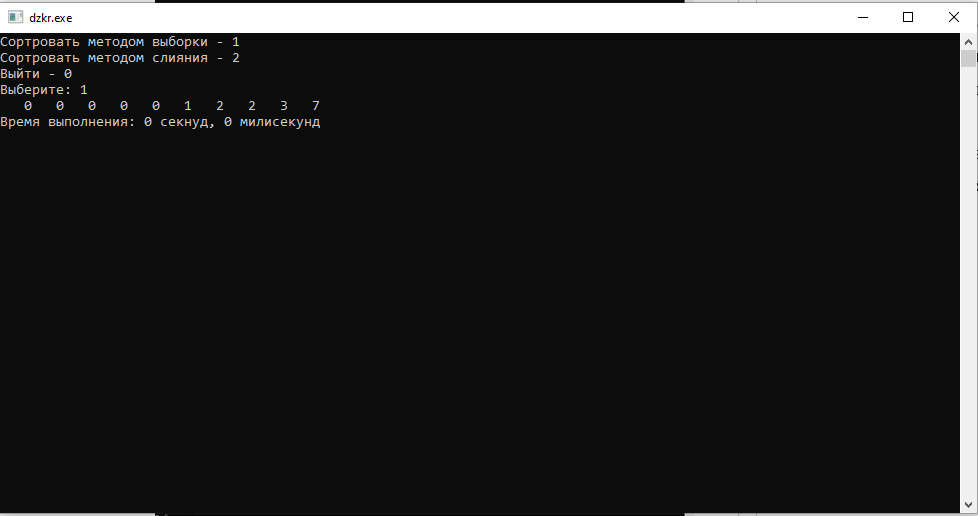 dzkr.exe
Сортровать методом выборки - 1
Сортровать методом слияния - 2
Выйти - 0
Выберите: 1
0 0 0 0 0 1 2 2 3 7
Время выполнения: 0 секнуд, 0 милисекунд